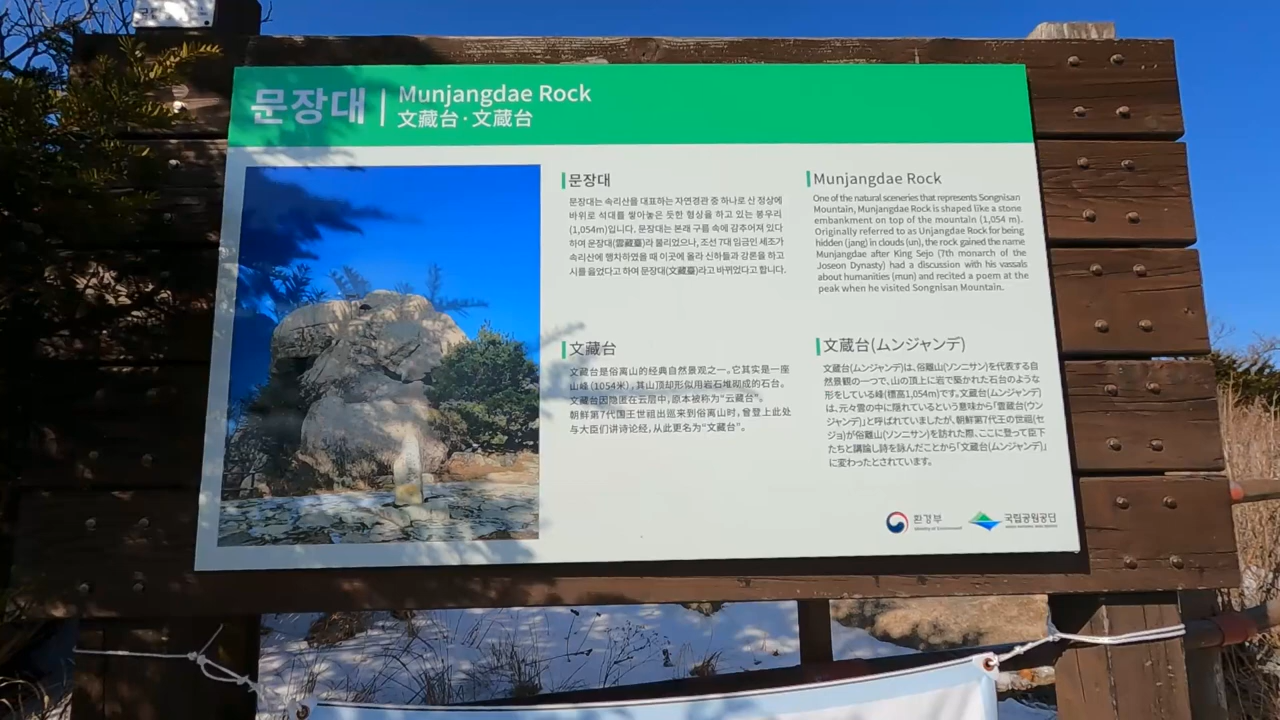 문장대
Munjangdae Rock
文藏台·文蔵台
문장대
문장대는 속리산을 대표하는 자연경관 중 하나로 산 정상에
바위로 석대를 쌓아놓은 듯한 형상을 하고 있는 봉우리
(1,054m)입니다. 문장대는 본래 구름 속에 감추어져 있다
하여 운장대(雲藏臺)라 불리었으나, 조선 7대 임금인 세조가
속리산에 행차하였을 때 이곳에 올라 신하들과 강론을 하고
시를 읊었다고 하여 문장대(文藏臺)라고 바뀌었다고 합니다.
Munjangdae Rock
One of the natural sceneries that represents Songnisan
Mountain, Munjangdae Rock is shaped like a stone
embankment on top of the mountain (1,054 m).
Originally referred to as Unjangdae Rock for being
hidden (jang) in clouds (un), the rock gained the name
Munjangdae after King Sejo (7th monarch of the
Joseon Dynasty) had a discussion with his vassals
about humanities (mun) and recited a poem at the
peak when he visited Songnisan Mountain.
文藏台
文藏台是俗离山的经典自然景观之一。它其实是一座
山峰（1054米），其山顶却形似用岩石堆砌成的石台。
文藏台因隐匿在云层中，原本被称为“云藏台”。
朝鲜第7代国王世祖出巡来到俗离山时，曾登上此处
与大臣们讲诗论经，从此更名为“文藏台”。
文蔵台(ムンジャンデ)
文蔵台(ムンジャンデ)は、俗離山(ソンニサン)を代表する自
然景観の一つで、山の頂上に岩で築かれた石台のような
形をしている峰(標高1,054m)です。文蔵台(ムンジャンデ)
は、元々雲の中に隠れているという意味から「雲蔵台(ウン
ジャンデ)」と呼ばれていましたが、朝鮮第7代王の世祖(セ
ジョ)が俗離山(ソンニサン)を訪れた際、ここに登って臣下
たちと講論し詩を詠んだことから「文蔵台(ムンジャンデ)」
に変わったとされています。
환경부
Ministry of Environment
국립공원공단